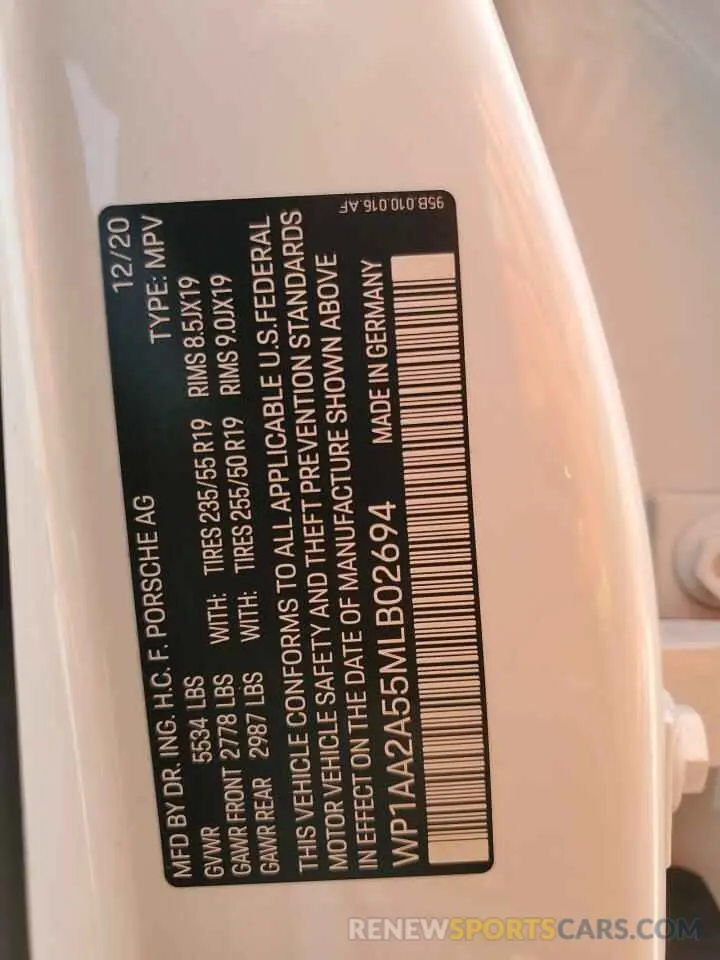 MFD BY DR. ING. H.C. F. PORSCHE AG 12/20
GVWR 5534 LBS TYPE: MPV
GAWR FRONT 2778 LBS WITH: TIRES 235/55 R19 RIMS 8.5JX19
GAWR REAR 2987 LBS WITH: TIRES 255/50 R19 RIMS 9.0JX19
THIS VEHICLE CONFORMS TO ALL APPLICABLE U.S.FEDERAL
MOTOR VEHICLE SAFETY AND THEFT PREVENTION STANDARDS
IN EFFECT ON THE DATE OF MANUFACTURE SHOWN ABOVE
WP1AA2A55MLB02694 MADE IN GERMANY
95B.010.016.AF
RENEWSPORTSCARS.COM